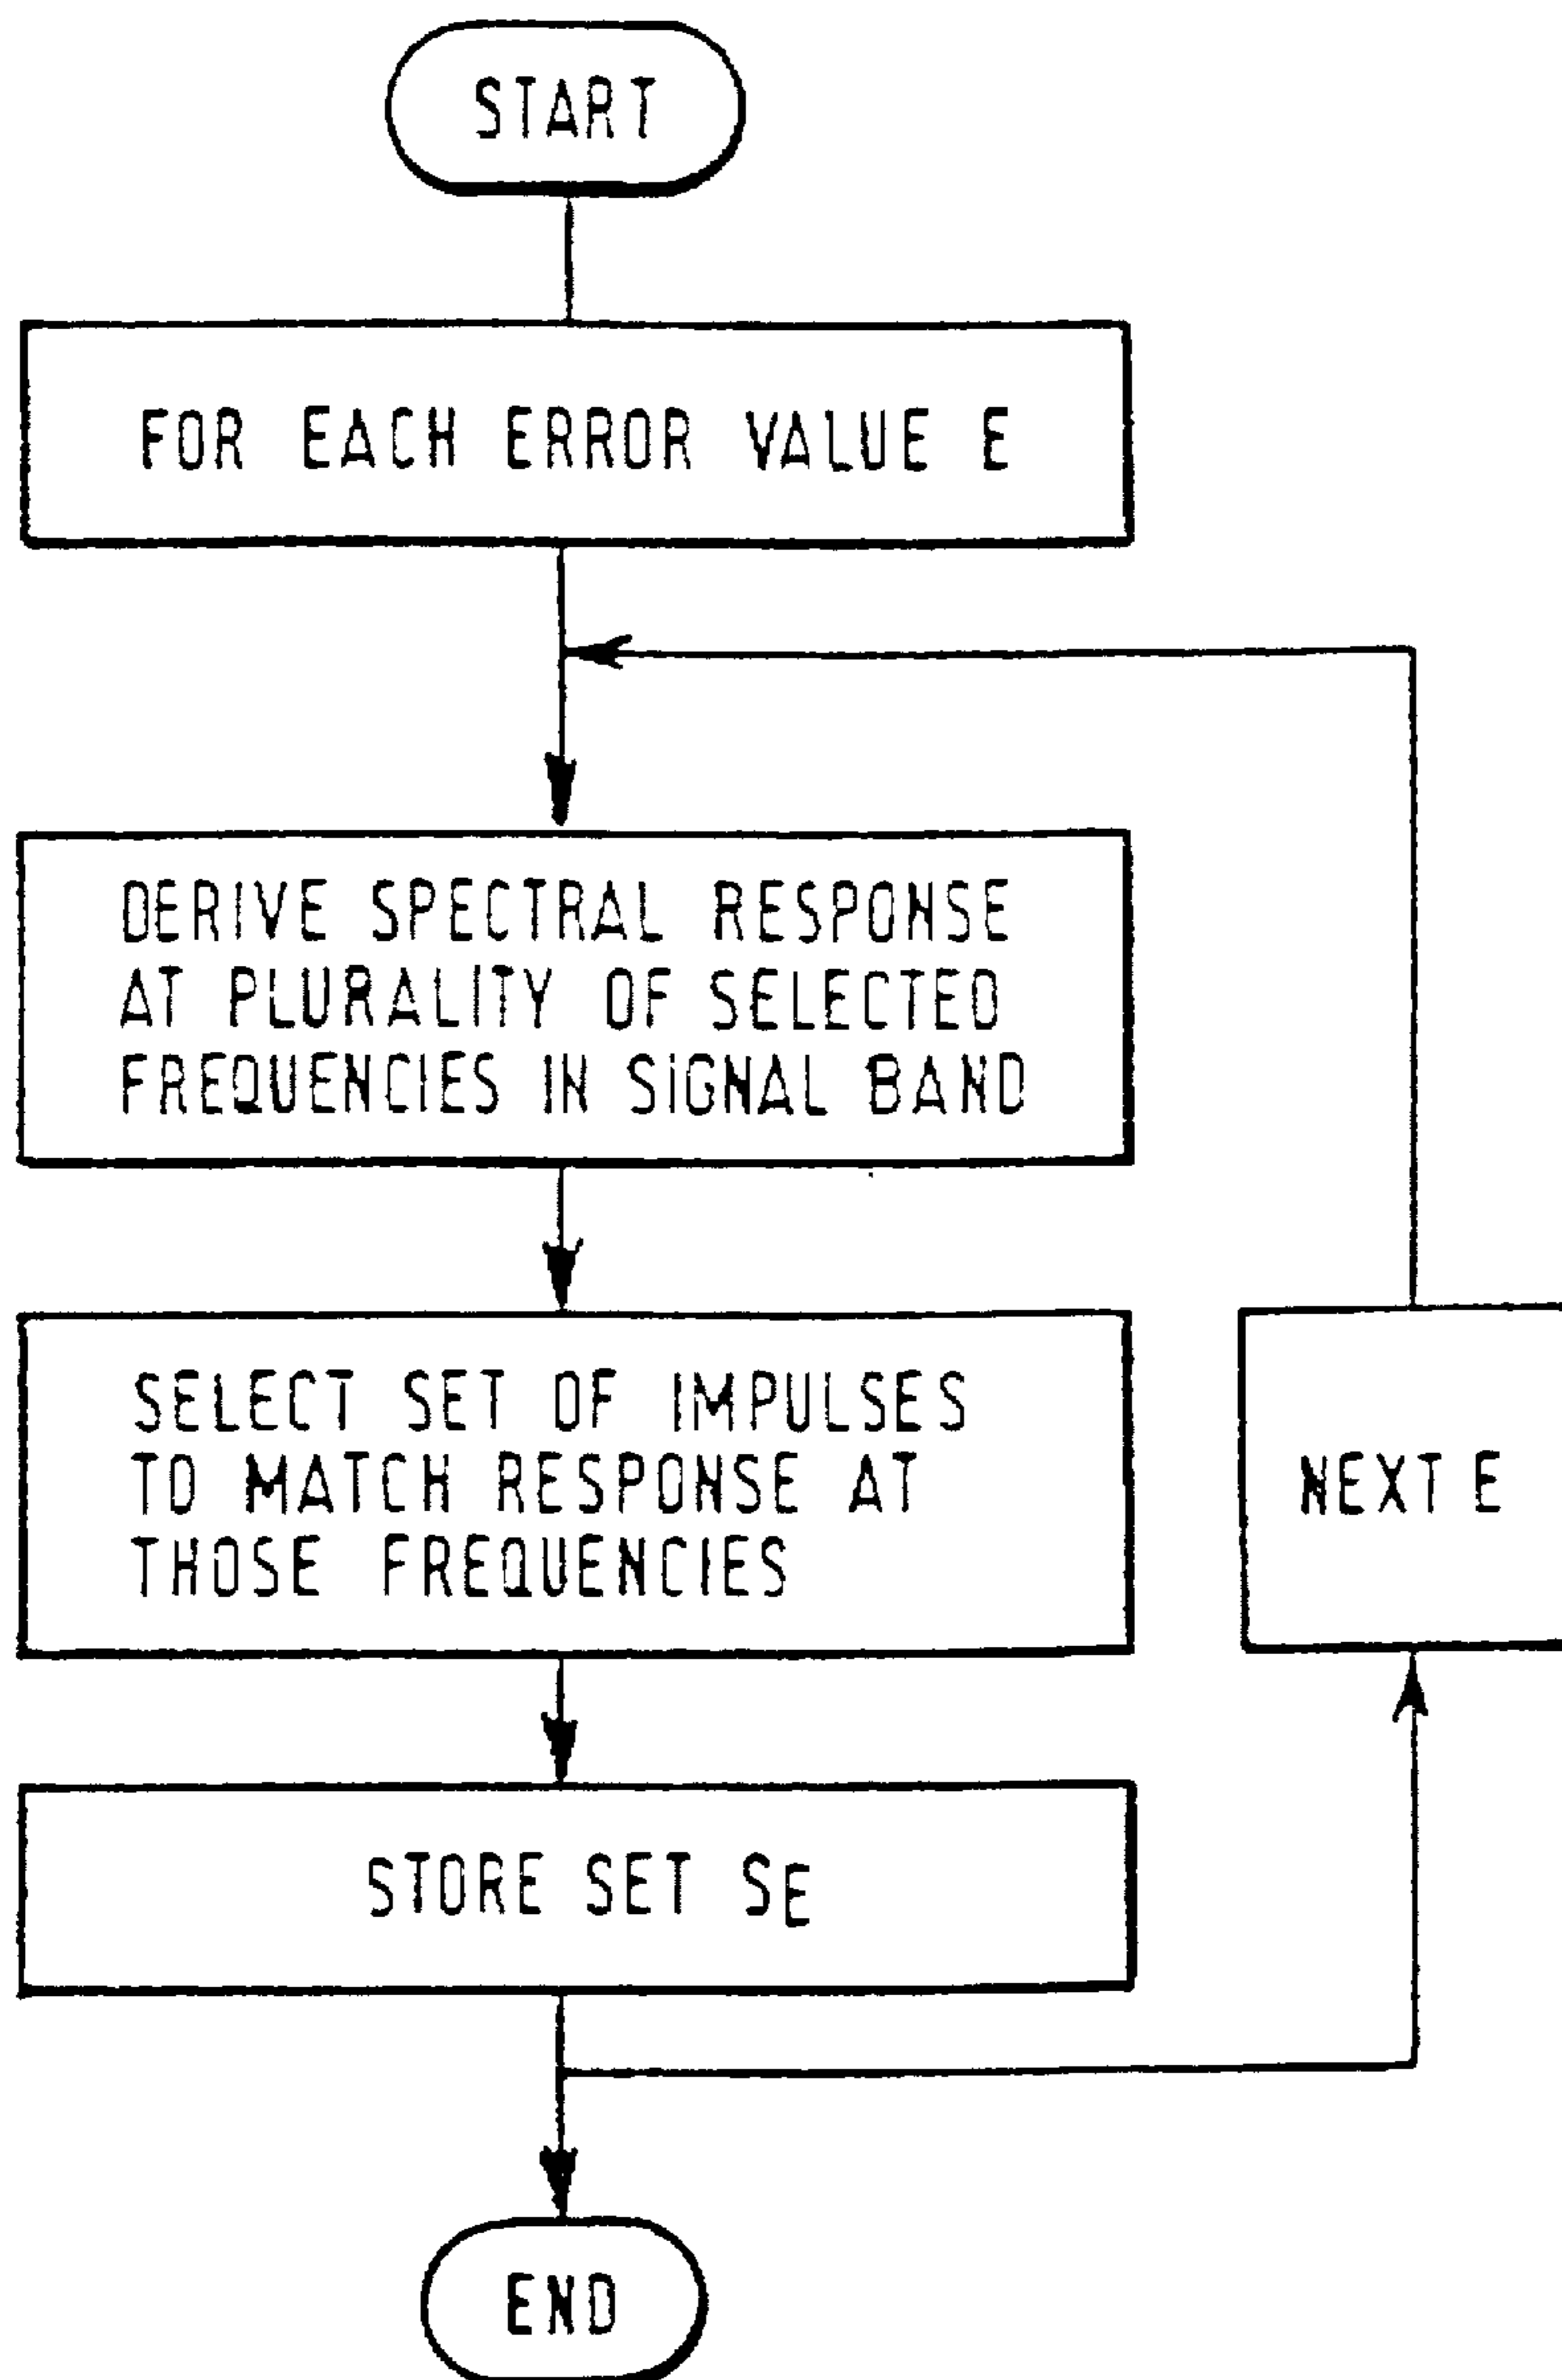 START
FOR EACH ERROR VALUE E
DERIVE SPECTRAL RESPONSE
AT PLURALITY OF SELECTED
FREQUENCIES IN SIGNAL BAND
SELECT SET OF IMPULSES
TO MATCH RESPONSE AT
THOSE FREQUENCIES
NEXT E
STORE SET SE
END